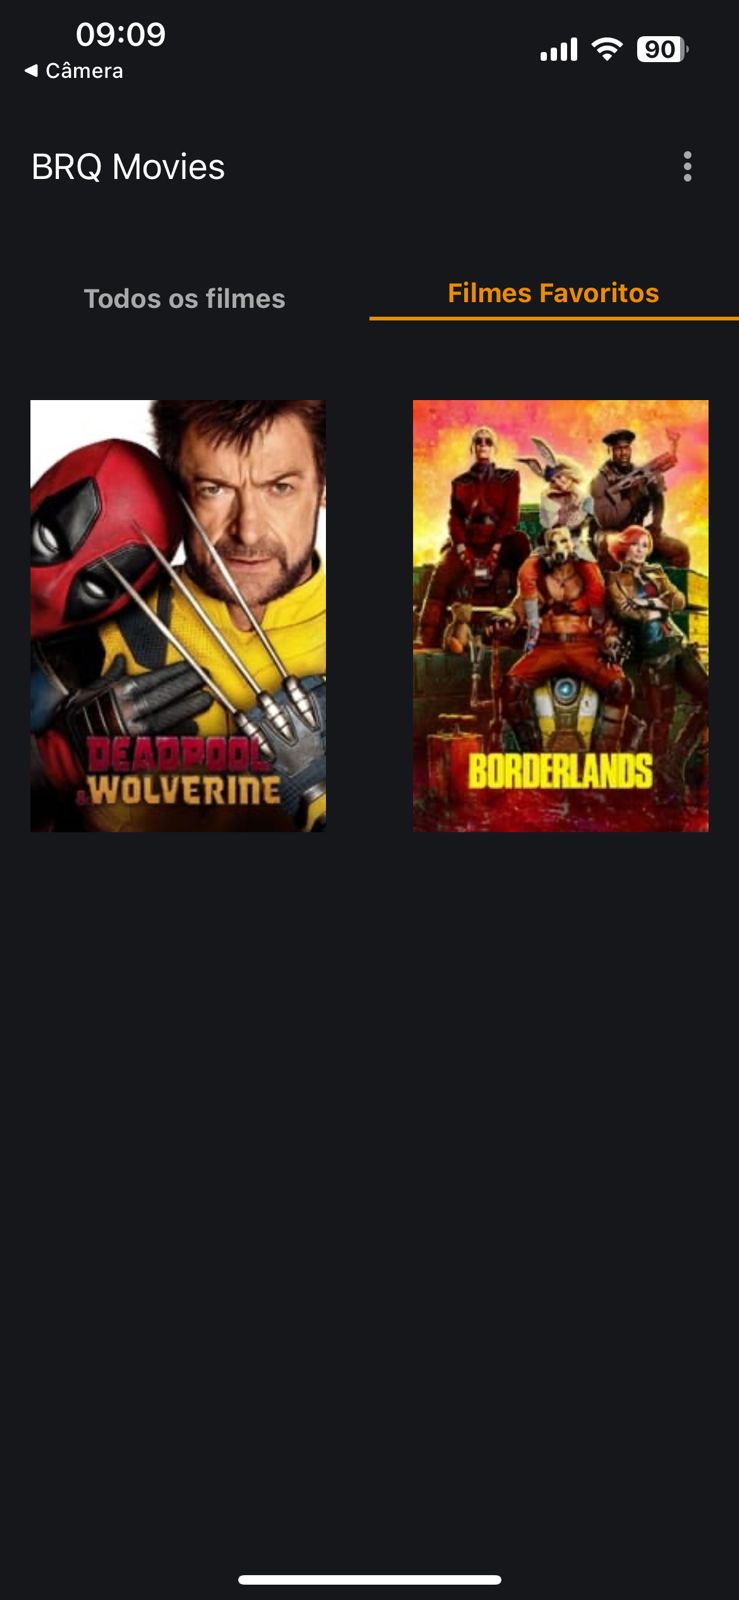 09:09
Câmera
90
BRQ Movies
Todos os filmes
Filmes Favoritos
DEADPOOL
& WOLVERINE
BORDERLANDS